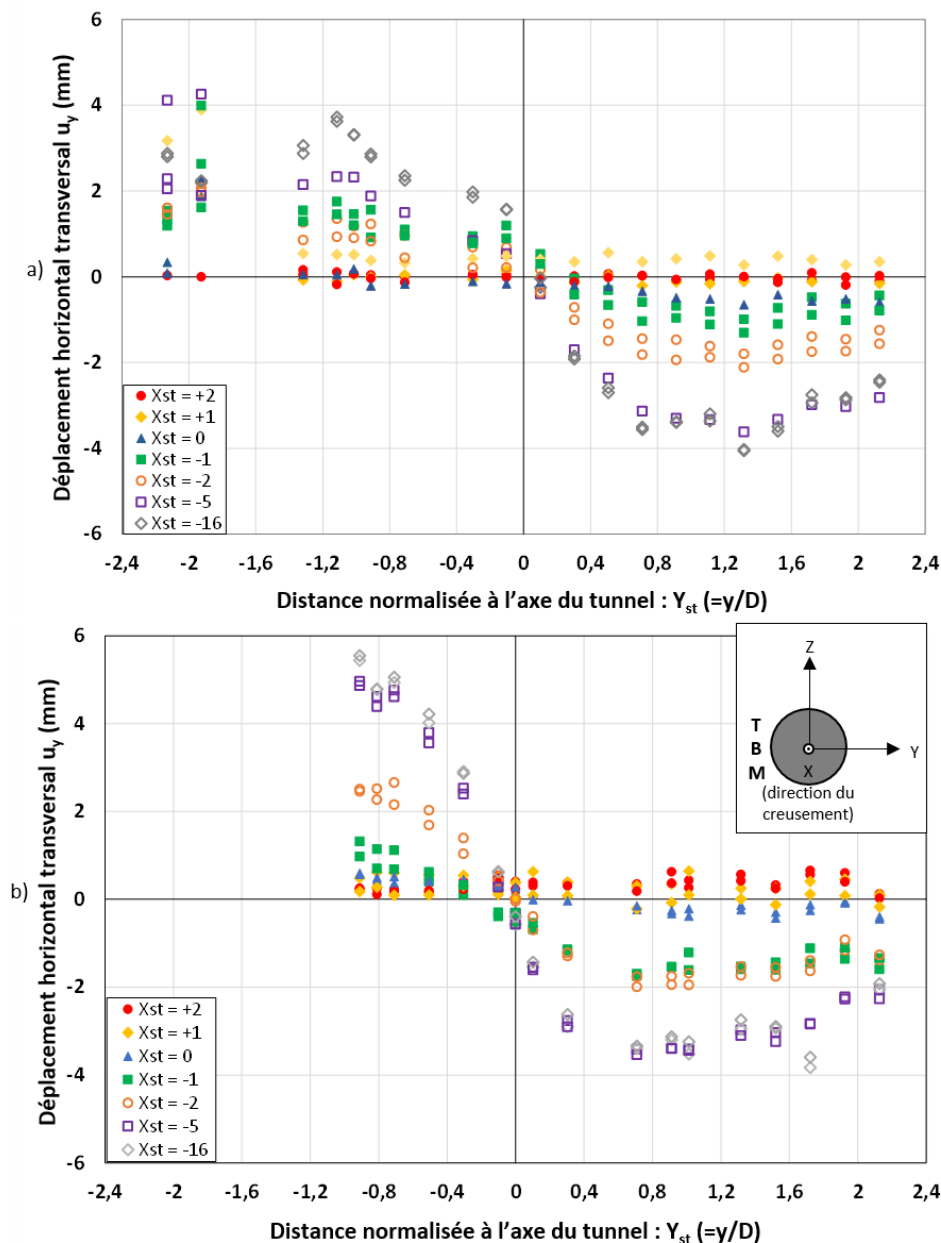 a)
Déplacement horizontal transversal u_y (mm)
6
4
2
0
-2
-4
-6
Xst = +2
Xst = +1
Xst = 0
Xst = -1
Xst = -2
Xst = -5
Xst = -16
-2,4 -2 -1,6 -1,2 -0,8 -0,4 0 0,4 0,8 1,2 1,6 2 2,4
Distance normalisée à l’axe du tunnel : Y_st (=y/D)
b)
Déplacement horizontal transversal u_y (mm)
6
4
2
0
-2
-4
-6
Z
T
B
M
Y
X
(direction du
creusement)
Xst = +2
Xst = +1
Xst = 0
Xst = -1
Xst = -2
Xst = -5
Xst = -16
-2,4 -2 -1,6 -1,2 -0,8 -0,4 0 0,4 0,8 1,2 1,6 2 2,4
Distance normalisée à l’axe du tunnel : Y_st (=y/D)